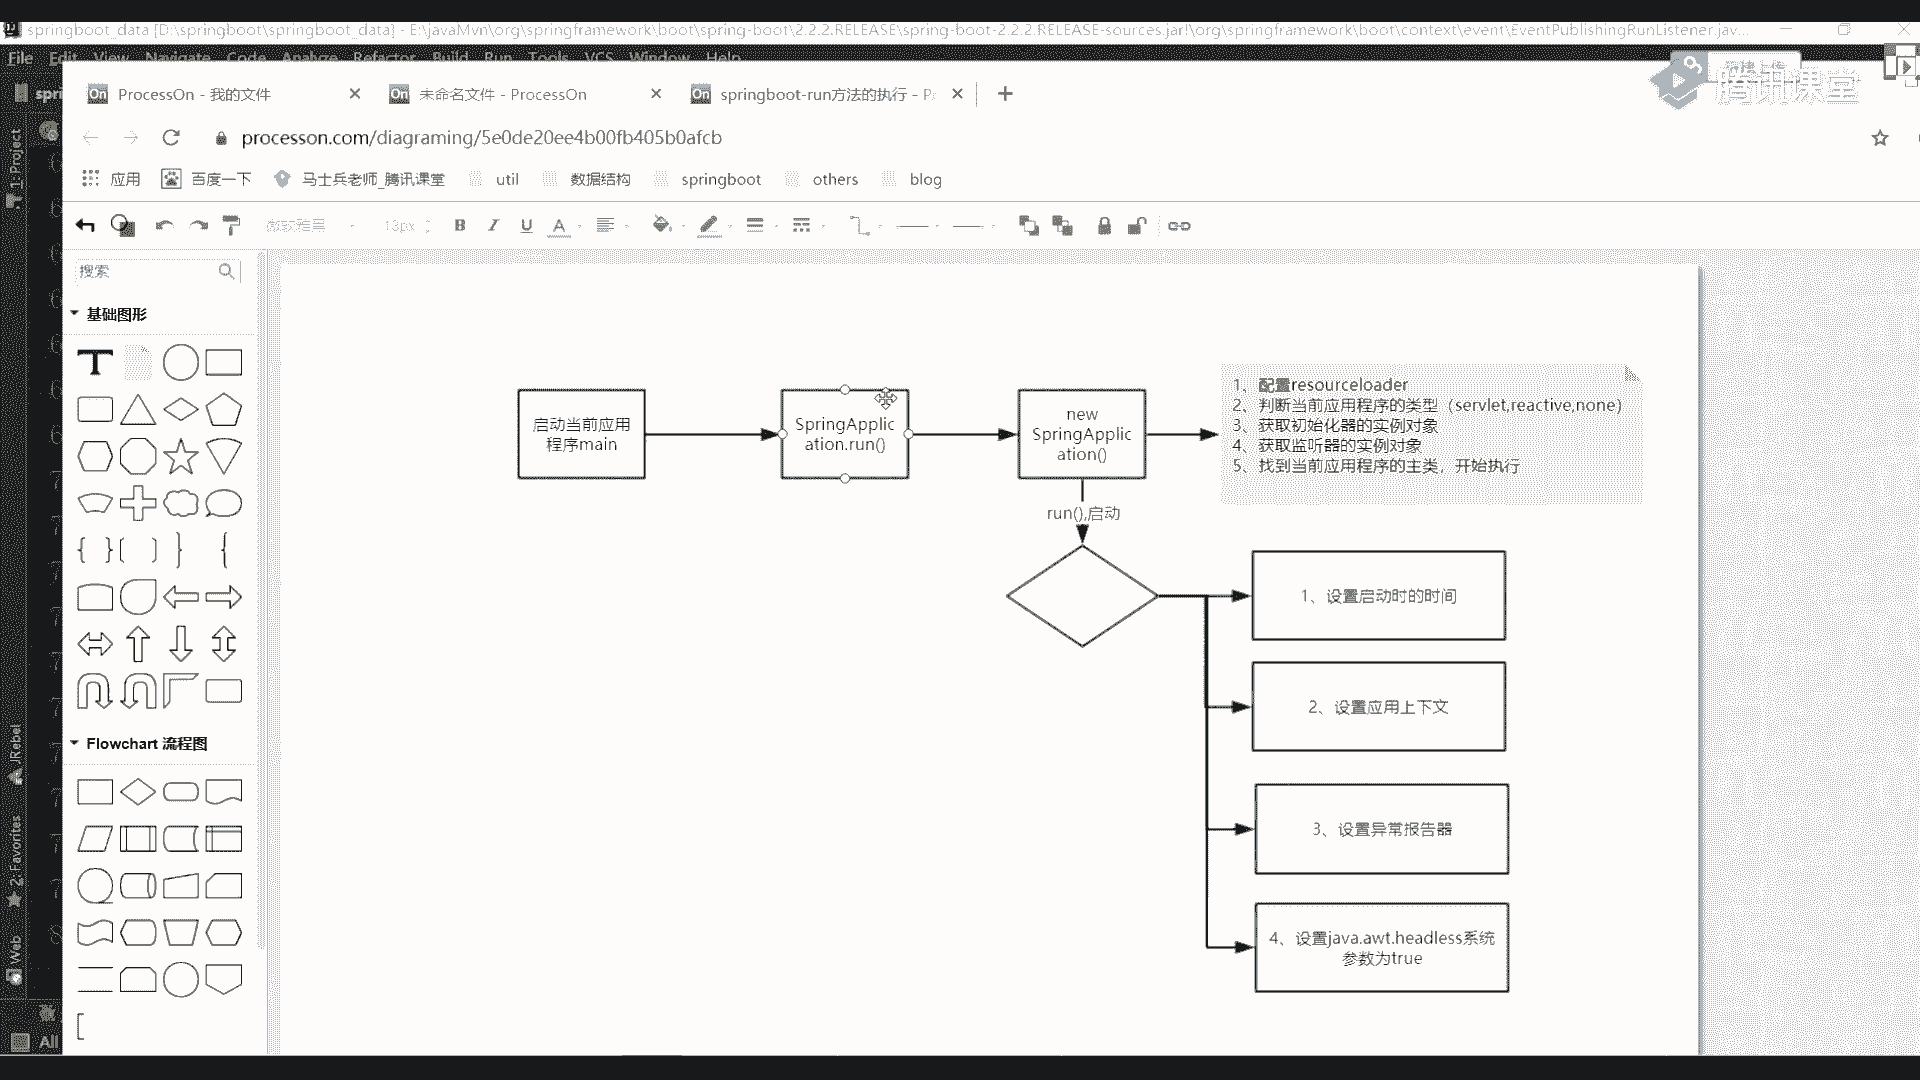 springboot_data [D:\springboot\springboot_data] - E:\javaMvn\org\springframework\boot\spring-boot\2.2.2.RELEASE\spring-boot-2.2.2.RELEASE-sources.jar!\org\springframework\boot\context\event\EventPublishingRunListener.jav...
File Edit View Navigate Code Analyze Refactor Build Run Tools VCS Window Help
腾讯课堂
spri
ProcessOn - 我的文件
未命名文件 - ProcessOn
springboot-run方法的执行 - P
processon.com/diagraming/5e0de20ee4b00fb405b0afcb
应用
百度一下
马士兵老师_腾讯课堂
util
数据结构
springboot
others
blog
微软雅黑
13px
B I U A
搜索
基础图形
T
Flowchart 流程图
1: Project
JRebel
2: Favorites
Web
All
启动当前应用
程序main
SpringApplic
ation.run()
new
SpringApplic
ation()
1、配置resourceloader
2、判断当前应用程序的类型（servlet,reactive,none）
3、获取初始化器的实例对象
4、获取监听器的实例对象
5、找到当前应用程序的主类，开始执行
run(),启动
1、设置启动时的时间
2、设置应用上下文
3、设置异常报告器
4、设置java.awt.headless系统
参数为true